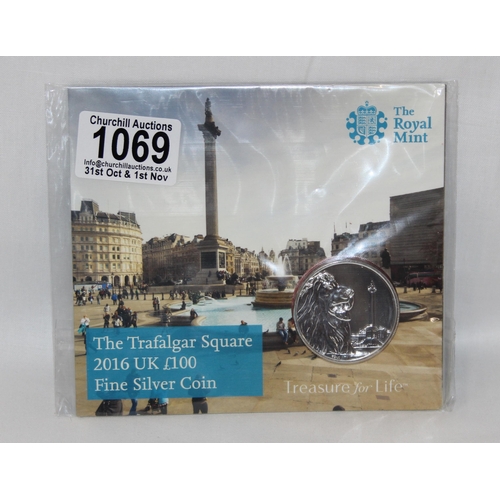 Churchill Auctions
1069
info@churchillauctions.co.uk
31st Oct & 1st Nov
The
Royal
Mint
The Trafalgar Square
2016 UK £100
Fine Silver Coin
Treasure for Life™